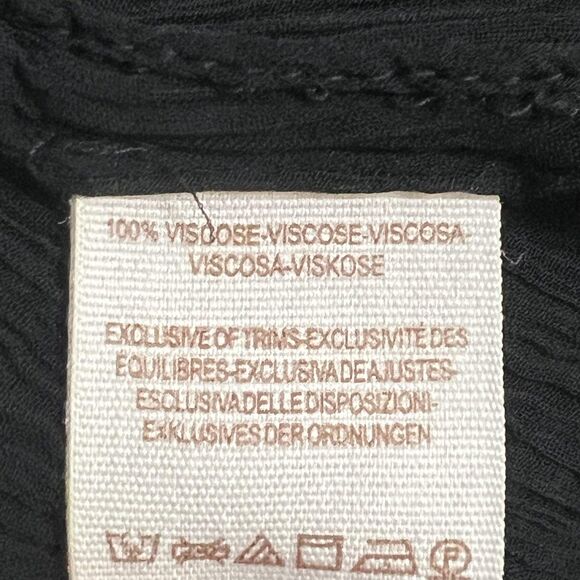 100% VISCOSE-VISCOSE-VISCOSA-
VISCOSA-VISKOSE
EXCLUSIVE OF TRIMS-EXCLUSIVITÉ DES
ÉQUILIBRES-EXCLUSIVA DE AJUSTES-
ESCLUSIVA DELLE DISPOSIZIONI-
EXKLUSIVES DER ORDNUNGEN
P